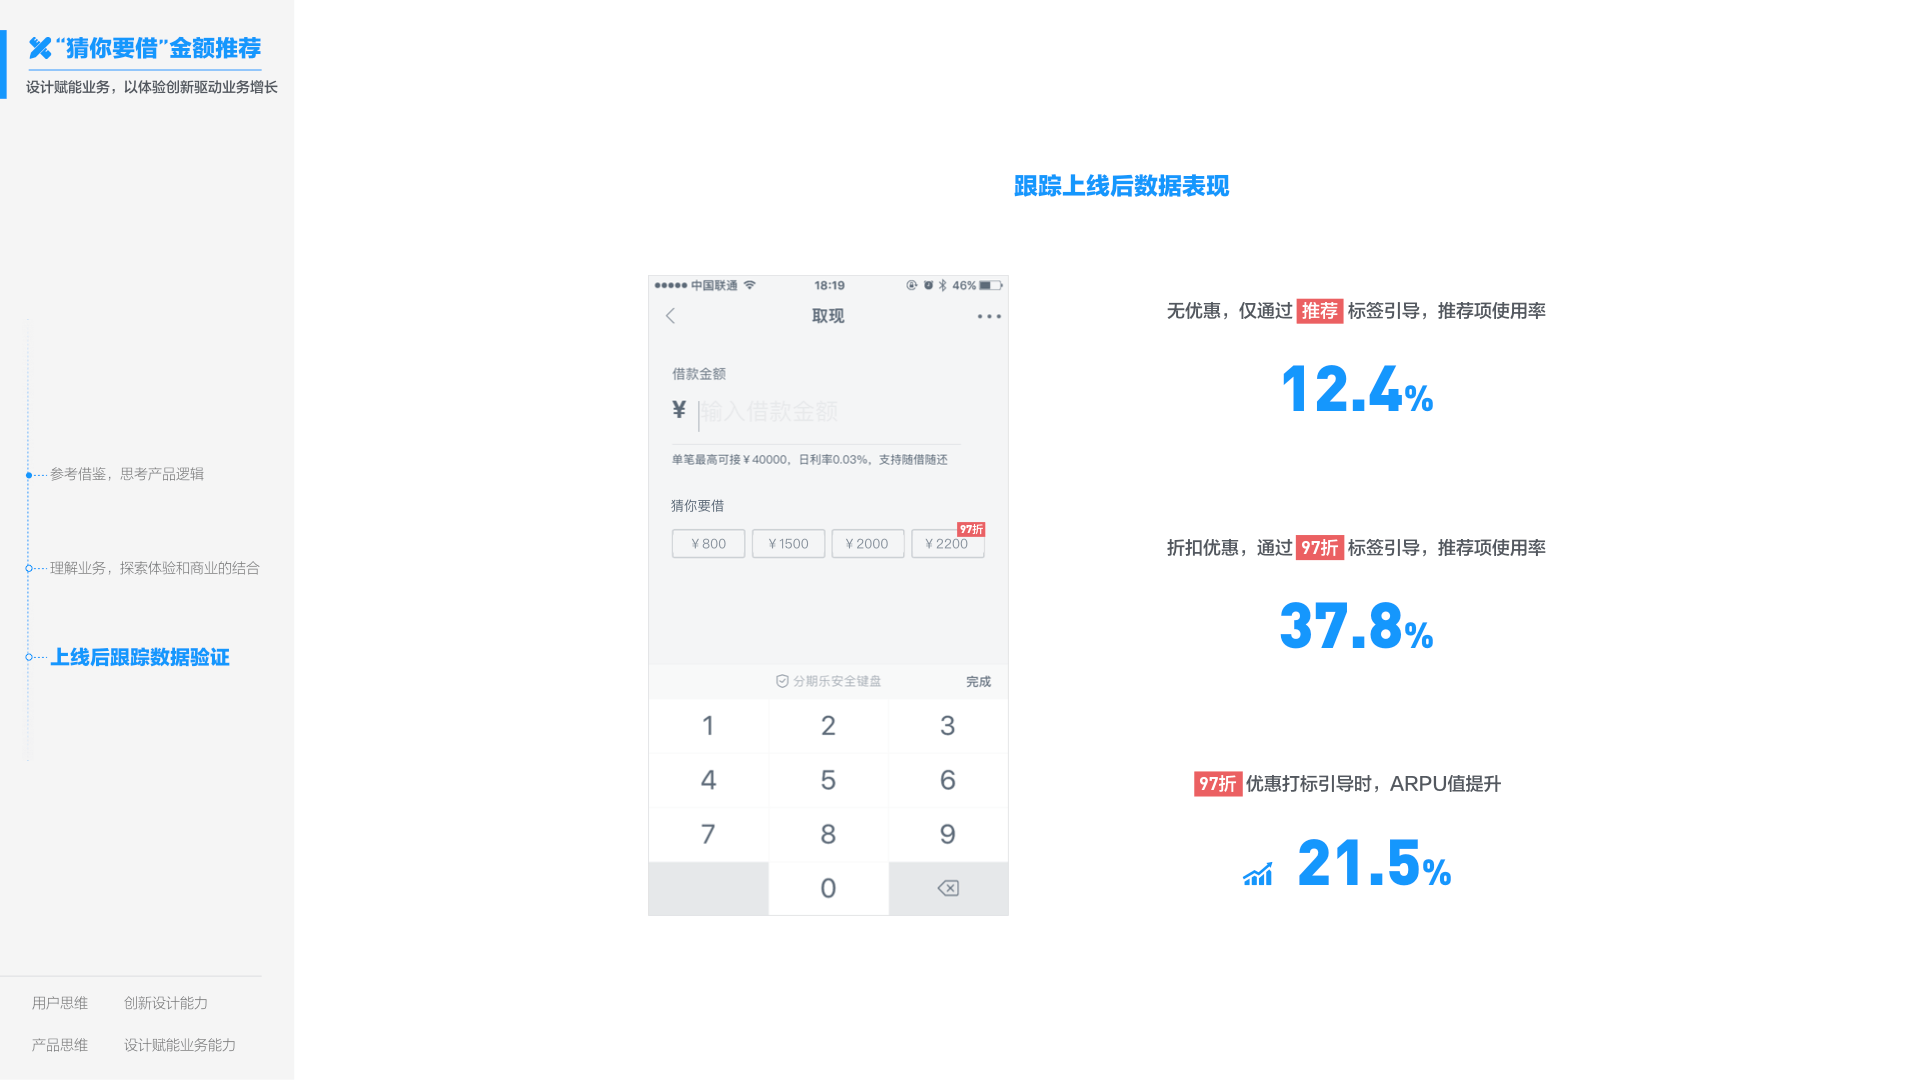 “猜你要借”金额推荐
设计赋能业务，以体验创新驱动业务增长
参考借鉴，思考产品逻辑
理解业务，探索体验和商业的结合
上线后跟踪数据验证
用户思维 创新设计能力
产品思维 设计赋能业务能力
跟踪上线后数据表现
中国联通 18:19 46%
取现
借款金额
¥ 输入借款金额
单笔最高可接￥40000，日利率0.03%，支持随借随还
猜你要借
97折
￥800 ￥1500 ￥2000 ￥2200
分期乐安全键盘 完成
1 2 3
4 5 6
7 8 9
0
无优惠，仅通过 推荐 标签引导，推荐项使用率
12.4%
折扣优惠，通过 97折 标签引导，推荐项使用率
37.8%
97折 优惠打标引导时，ARPU值提升
21.5%